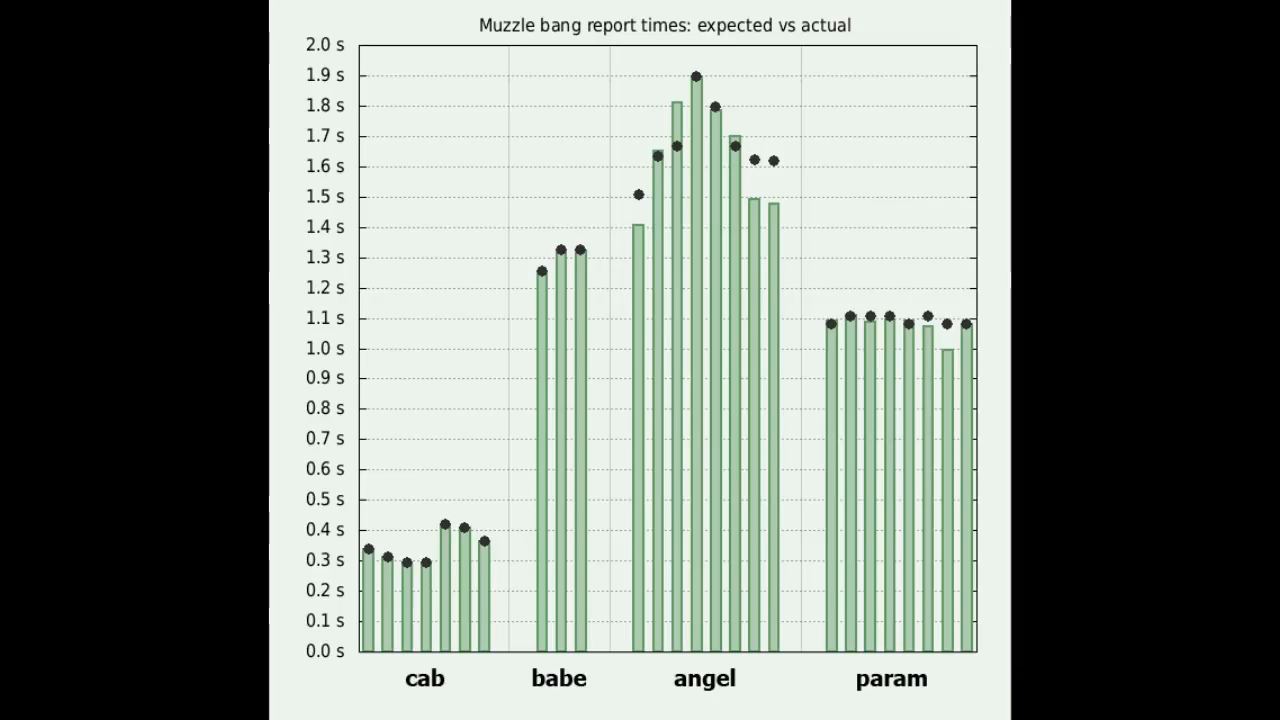 Muzzle bang report times: expected vs actual
2.0 s
1.9 s
1.8 s
1.7 s
1.6 s
1.5 s
1.4 s
1.3 s
1.2 s
1.1 s
1.0 s
0.9 s
0.8 s
0.7 s
0.6 s
0.5 s
0.4 s
0.3 s
0.2 s
0.1 s
0.0 s
cab babe angel param